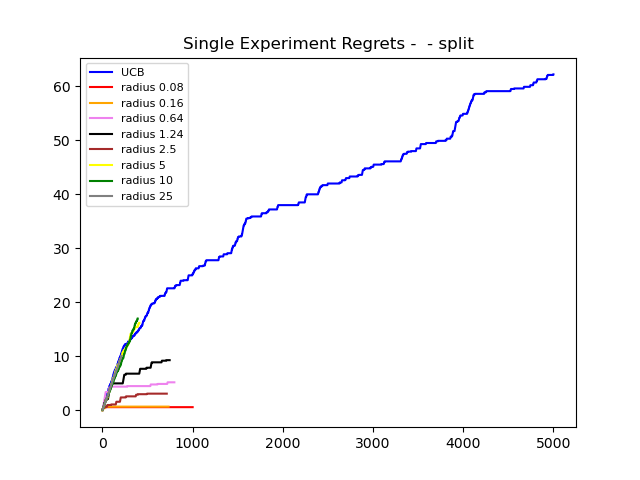 Single Experiment Regrets -  - split
UCB
radius 0.08
radius 0.16
radius 0.64
radius 1.24
radius 2.5
radius 5
radius 10
radius 25
60
50
40
30
20
10
0
0 1000 2000 3000 4000 5000